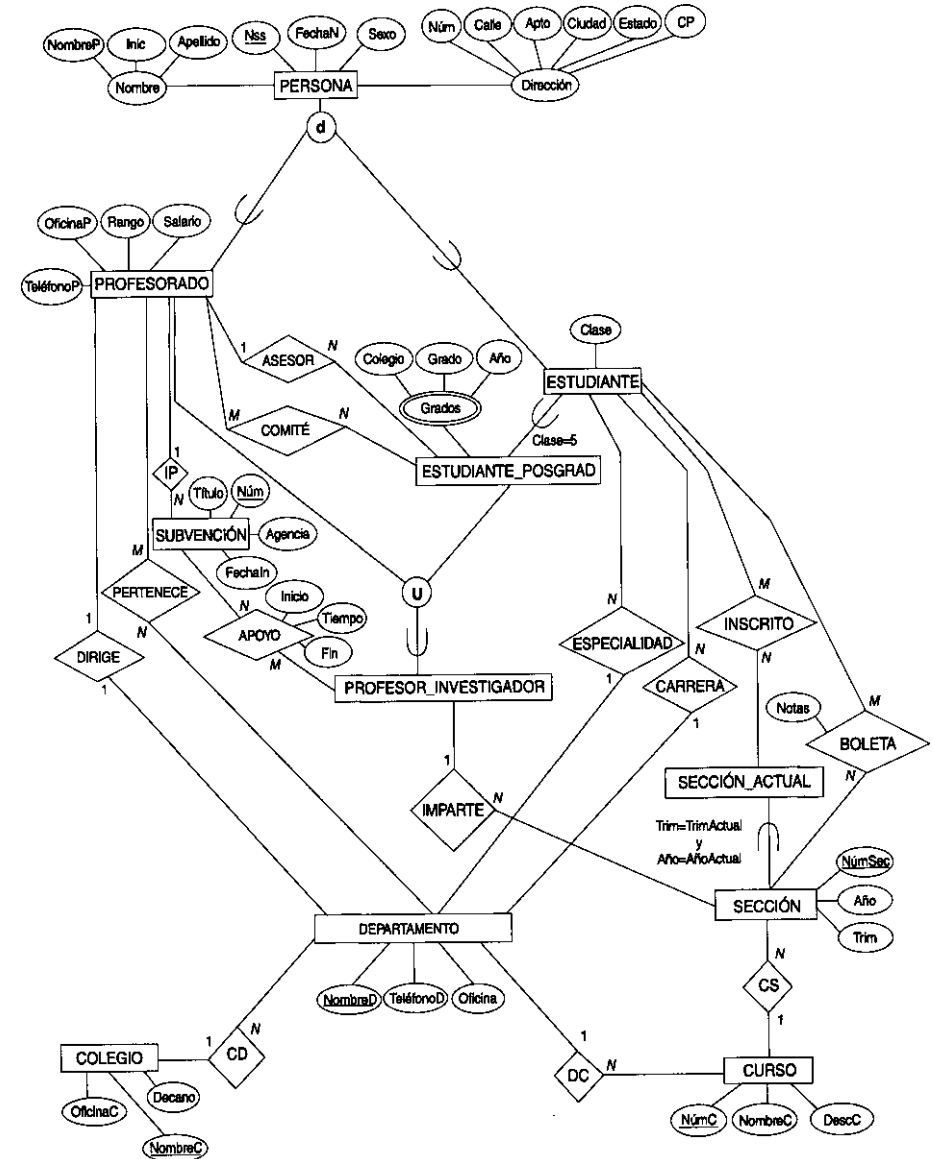 Núm Calle Apto Ciudad Estado CP
NombreP Inic Apellido Nss FechaN Sexo
Nombre PERSONA Dirección
d
OficinaP Rango Salario
TeléfonoP PROFESORADO
Clase
1 N
ASESOR
Colegio Grado Año
ESTUDIANTE
Grados
M N
COMITÉ
Clase=5
1
IP
N
ESTUDIANTE_POSGRAD
Título Núm
SUBVENCIÓN Agencia
FechaIn
M
PERTENECE
N
U
Inicio
N
APOYO
Tiempo
Fin
M
N
ESPECIALIDAD
1
M
INSCRITO
N
1
DIRIGE
1
PROFESOR_INVESTIGADOR
N
CARRERA
1
Notas
M
BOLETA
N
1
IMPARTE
N
SECCIÓN_ACTUAL
Trim=TrimActual
y
Año=AñoActual
NúmSec
SECCIÓN
Año
Trim
DEPARTAMENTO
NombreD TeléfonoD Oficina
N
CS
1
COLEGIO
1 N
CD
1
DC
N
CURSO
OficinaC Decano
NombreC
NúmC NombreC DescC